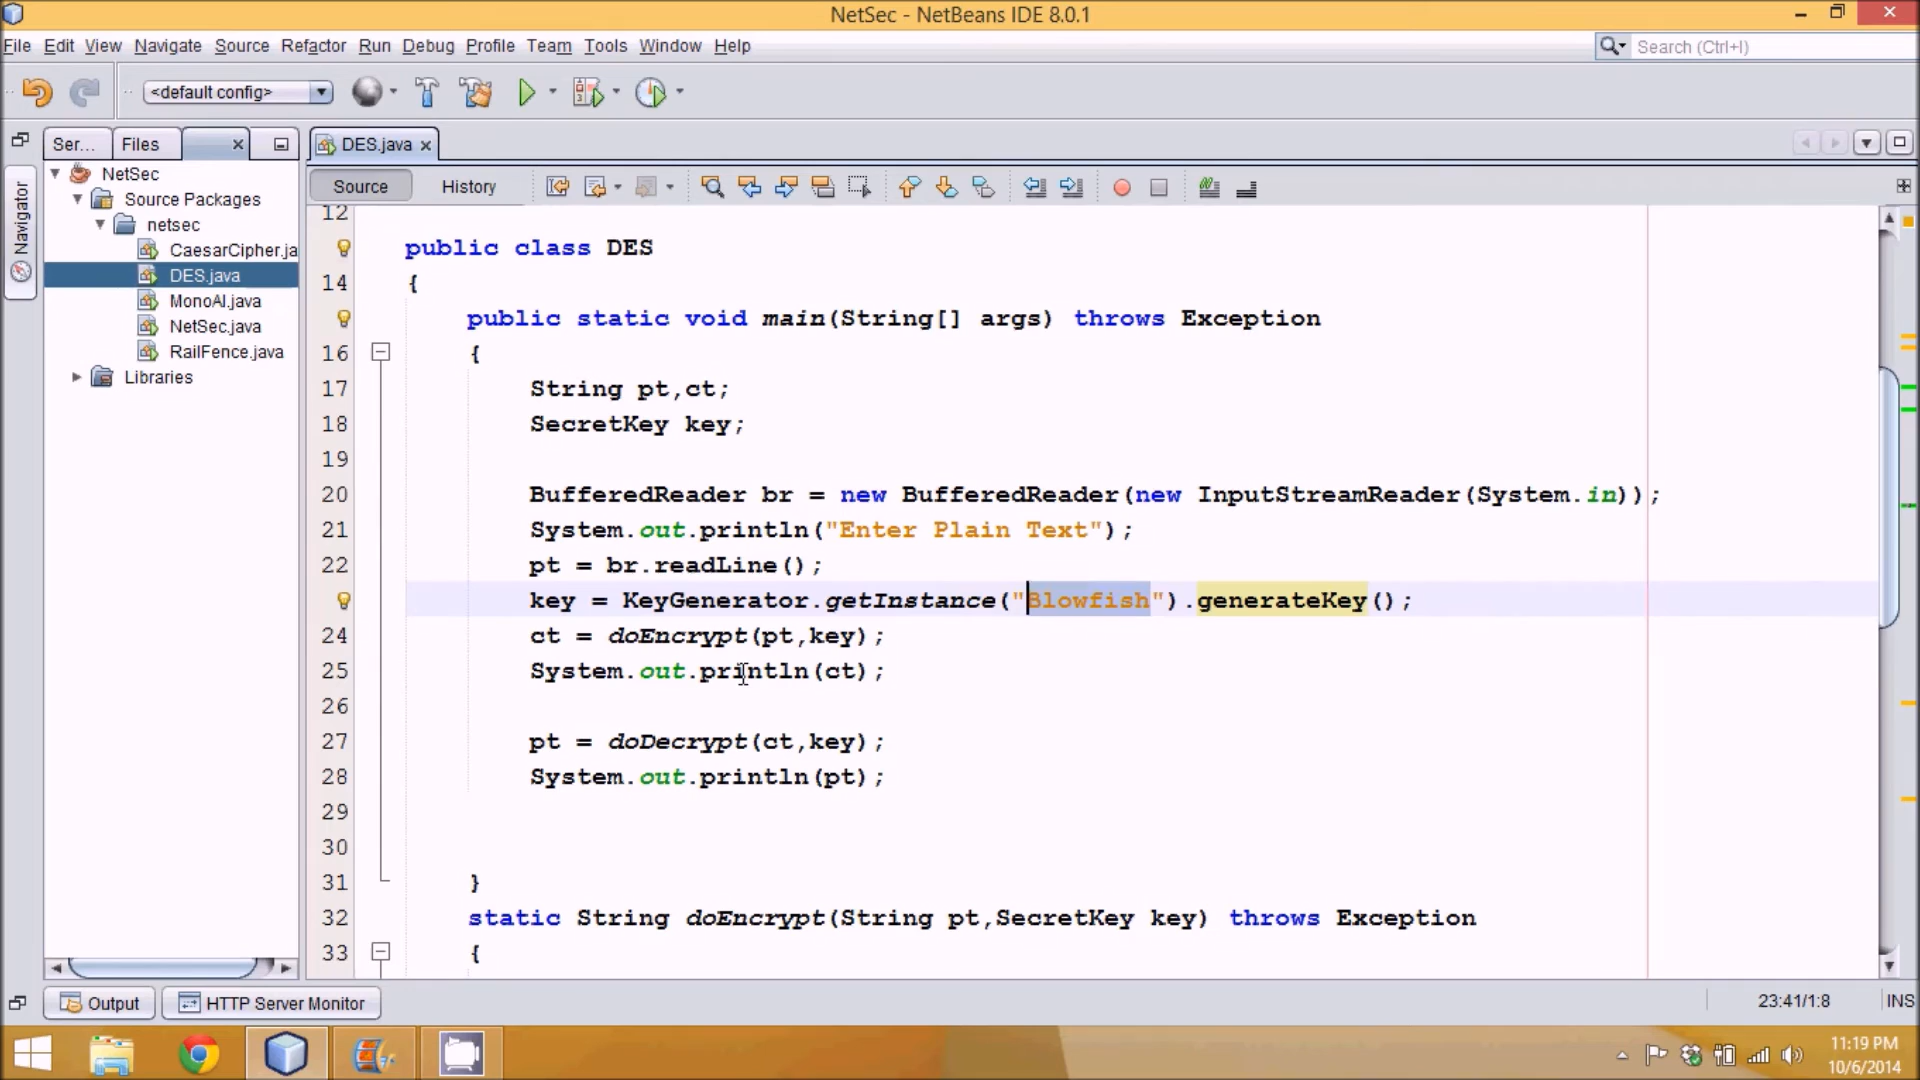 NetSec - NetBeans IDE 8.0.1
File Edit View Navigate Source Refactor Run Debug Profile Team Tools Window Help
Search (Ctrl+I)
<default config>
Ser... Files
DES.java
Navigator
NetSec
Source Packages
netsec
CaesarCipher.ja
DES.java
MonoAl.java
NetSec.java
RailFence.java
Libraries
Source History
12
public class DES
14 {
public static void main(String[] args) throws Exception
16 {
17 String pt,ct;
18 SecretKey key;
19
20 BufferedReader br = new BufferedReader(new InputStreamReader(System.in));
21 System.out.println("Enter Plain Text");
22 pt = br.readLine();
key = KeyGenerator.getInstance("Blowfish").generateKey();
24 ct = doEncrypt(pt,key);
25 System.out.println(ct);
26
27 pt = doDecrypt(ct,key);
28 System.out.println(pt);
29
30
31 }
32 static String doEncrypt(String pt,SecretKey key) throws Exception
33 {
Output HTTP Server Monitor
23:41/1:8 INS
11:19 PM
10/6/2014